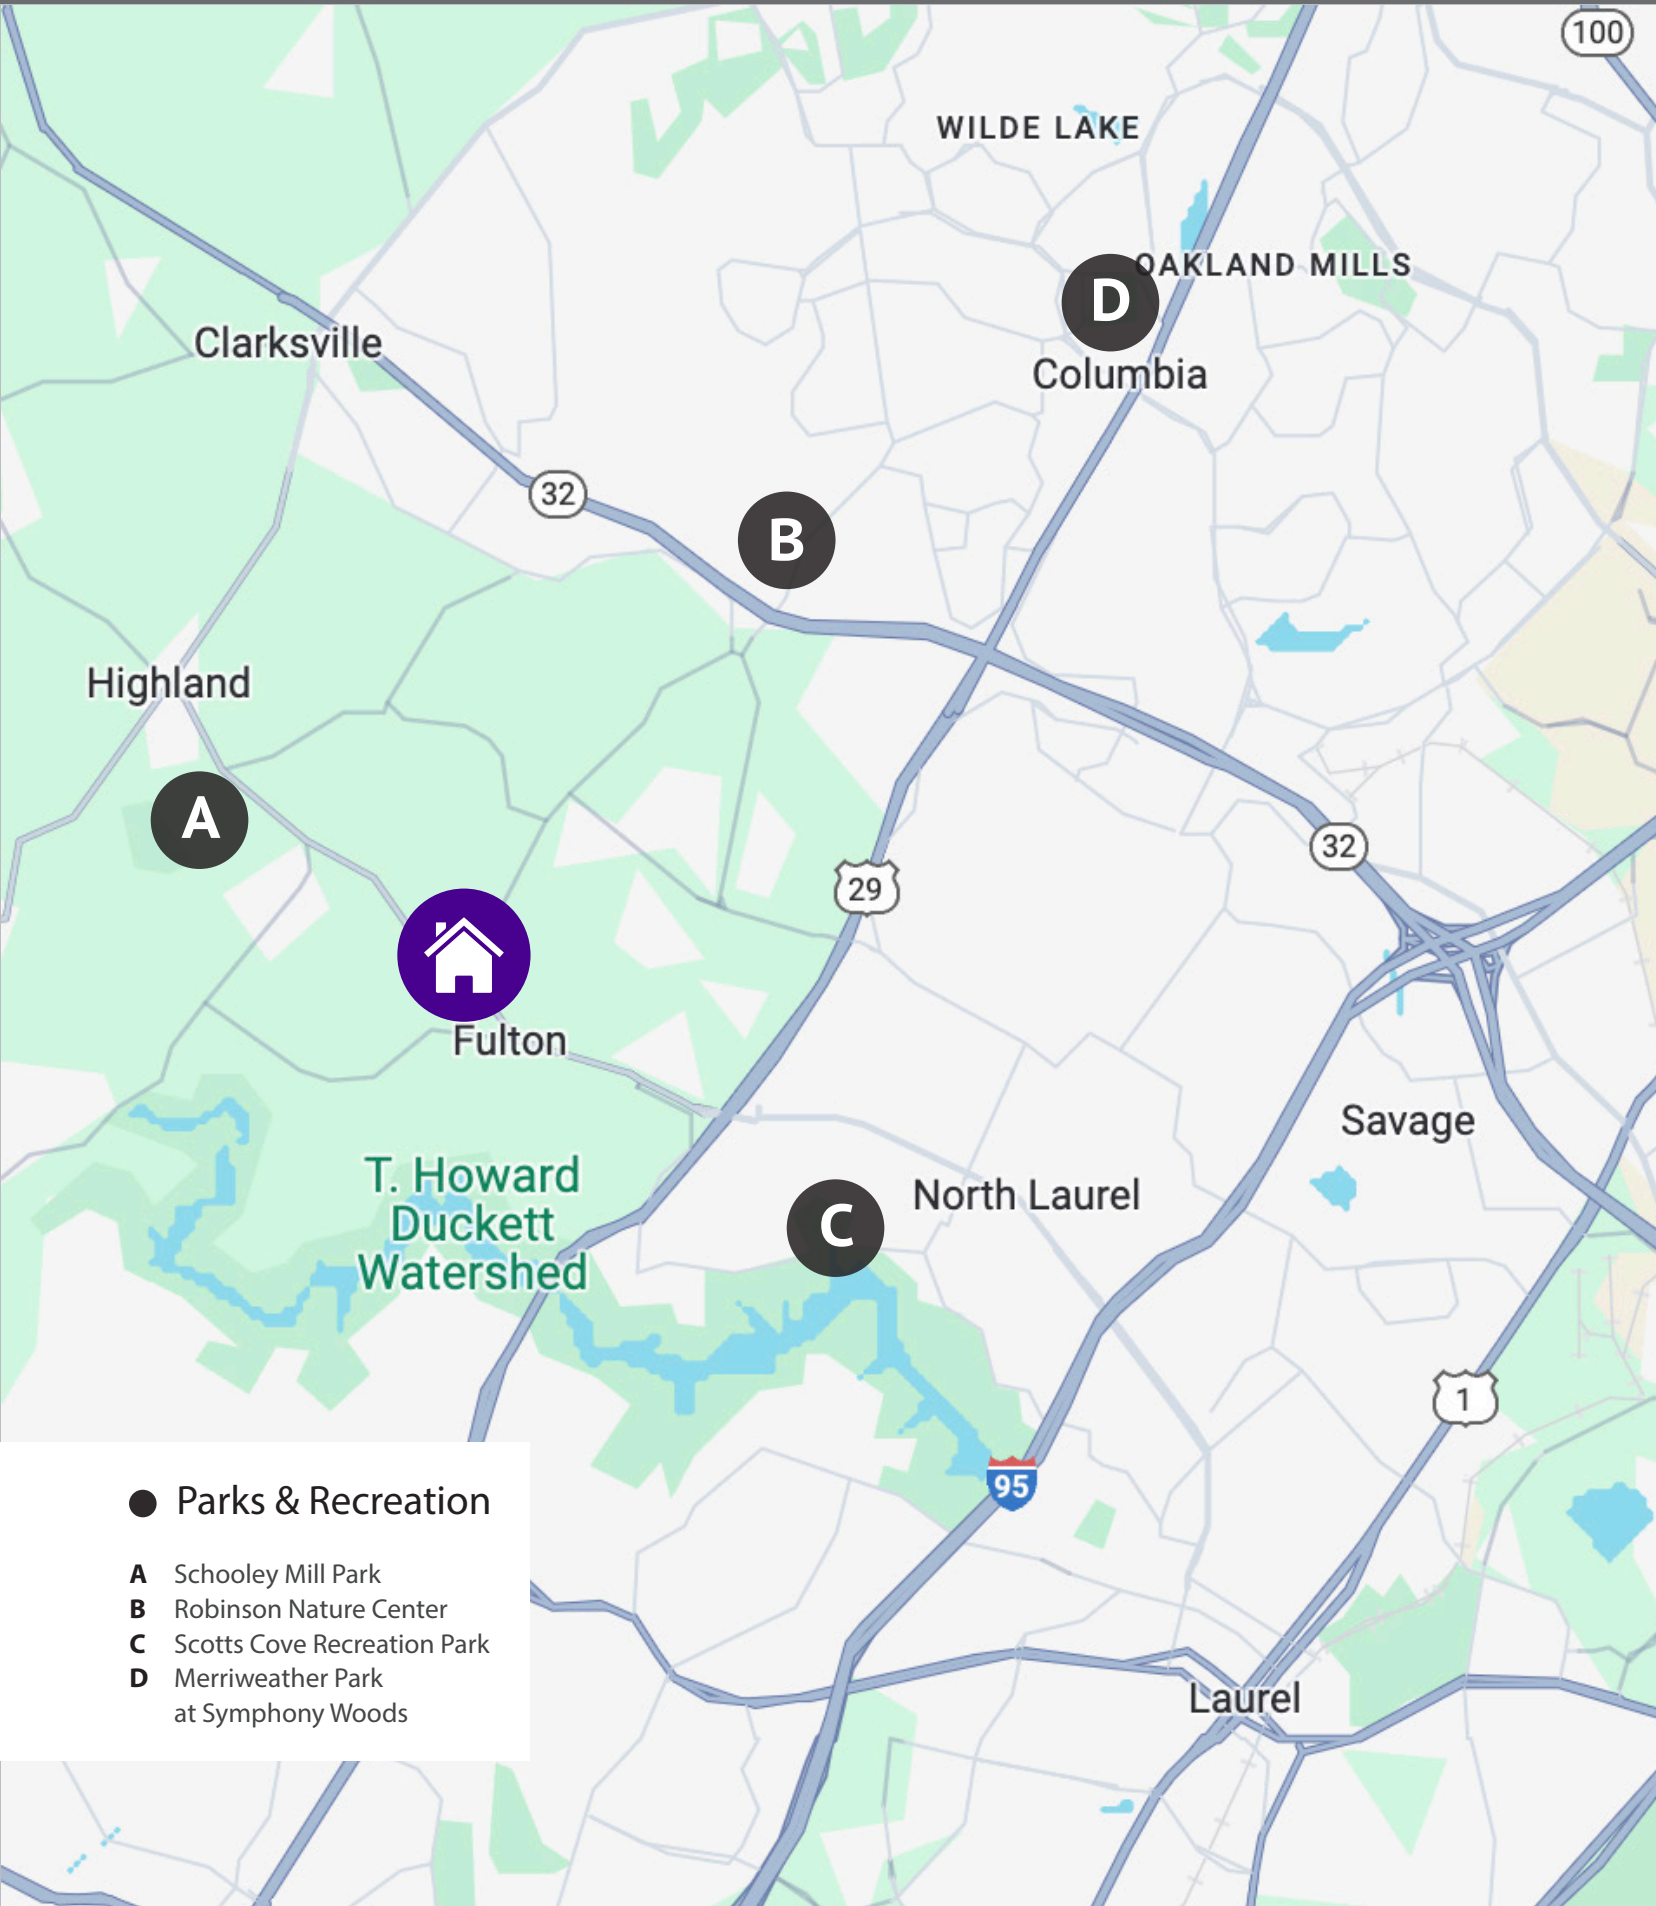 100
WILDE LAKE
OAKLAND MILLS
D
Clarksville
Columbia
32
B
Highland
A
32
29
Fulton
Savage
T. Howard
Duckett
Watershed
North Laurel
C
1
95
Parks & Recreation
A Schooley Mill Park
B Robinson Nature Center
C Scotts Cove Recreation Park
D Merriweather Park
at Symphony Woods
Laurel